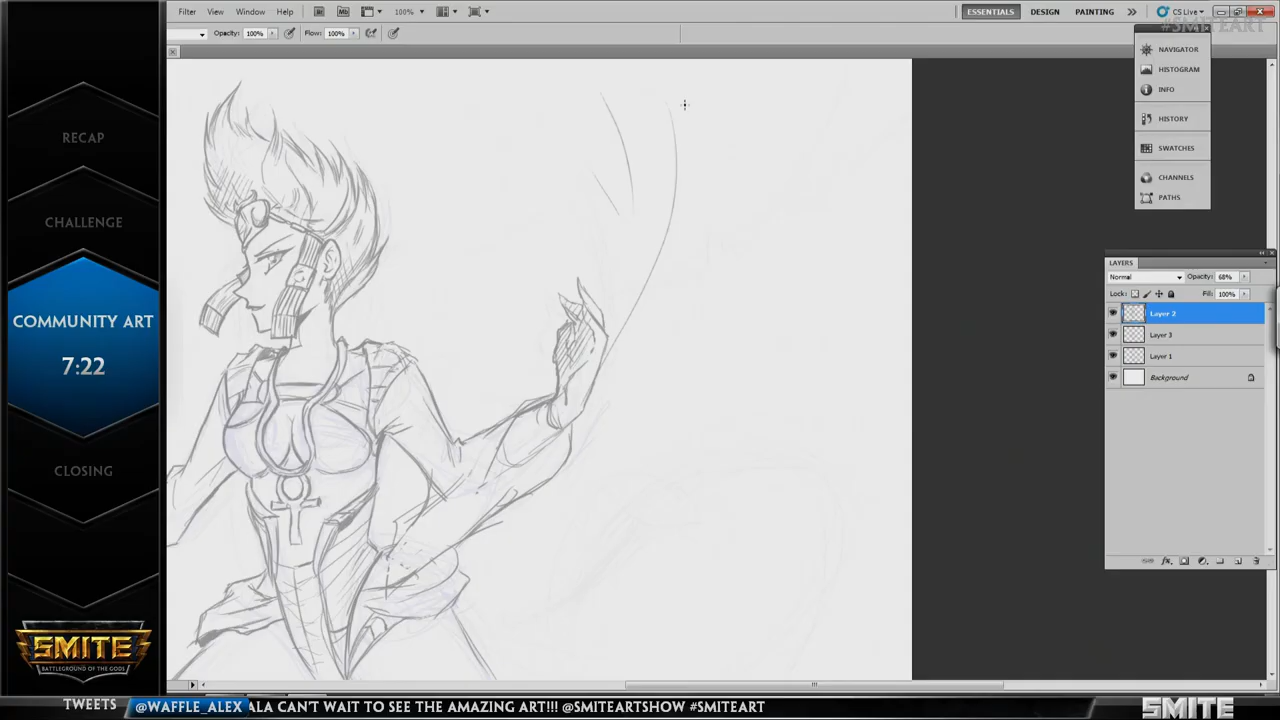 Filter View Window Help Mb 100% ESSENTIALS DESIGN PAINTING CS Live
#SMITEART
Opacity: 100% Flow: 100%
NAVIGATOR
HISTOGRAM
INFO
HISTORY
SWATCHES
CHANNELS
PATHS
RECAP
CHALLENGE
COMMUNITY ART
7:22
CLOSING
LAYERS
Normal Opacity: 68%
Lock: Fill: 100%
Layer 2
Layer 3
Layer 1
Background
SMITE
BATTLEGROUND OF THE GODS
TWEETS @WAFFLE_ALEX ALA CAN'T WAIT TO SEE THE AMAZING ART!!! @SMITEARTSHOW #SMITEART SMITE